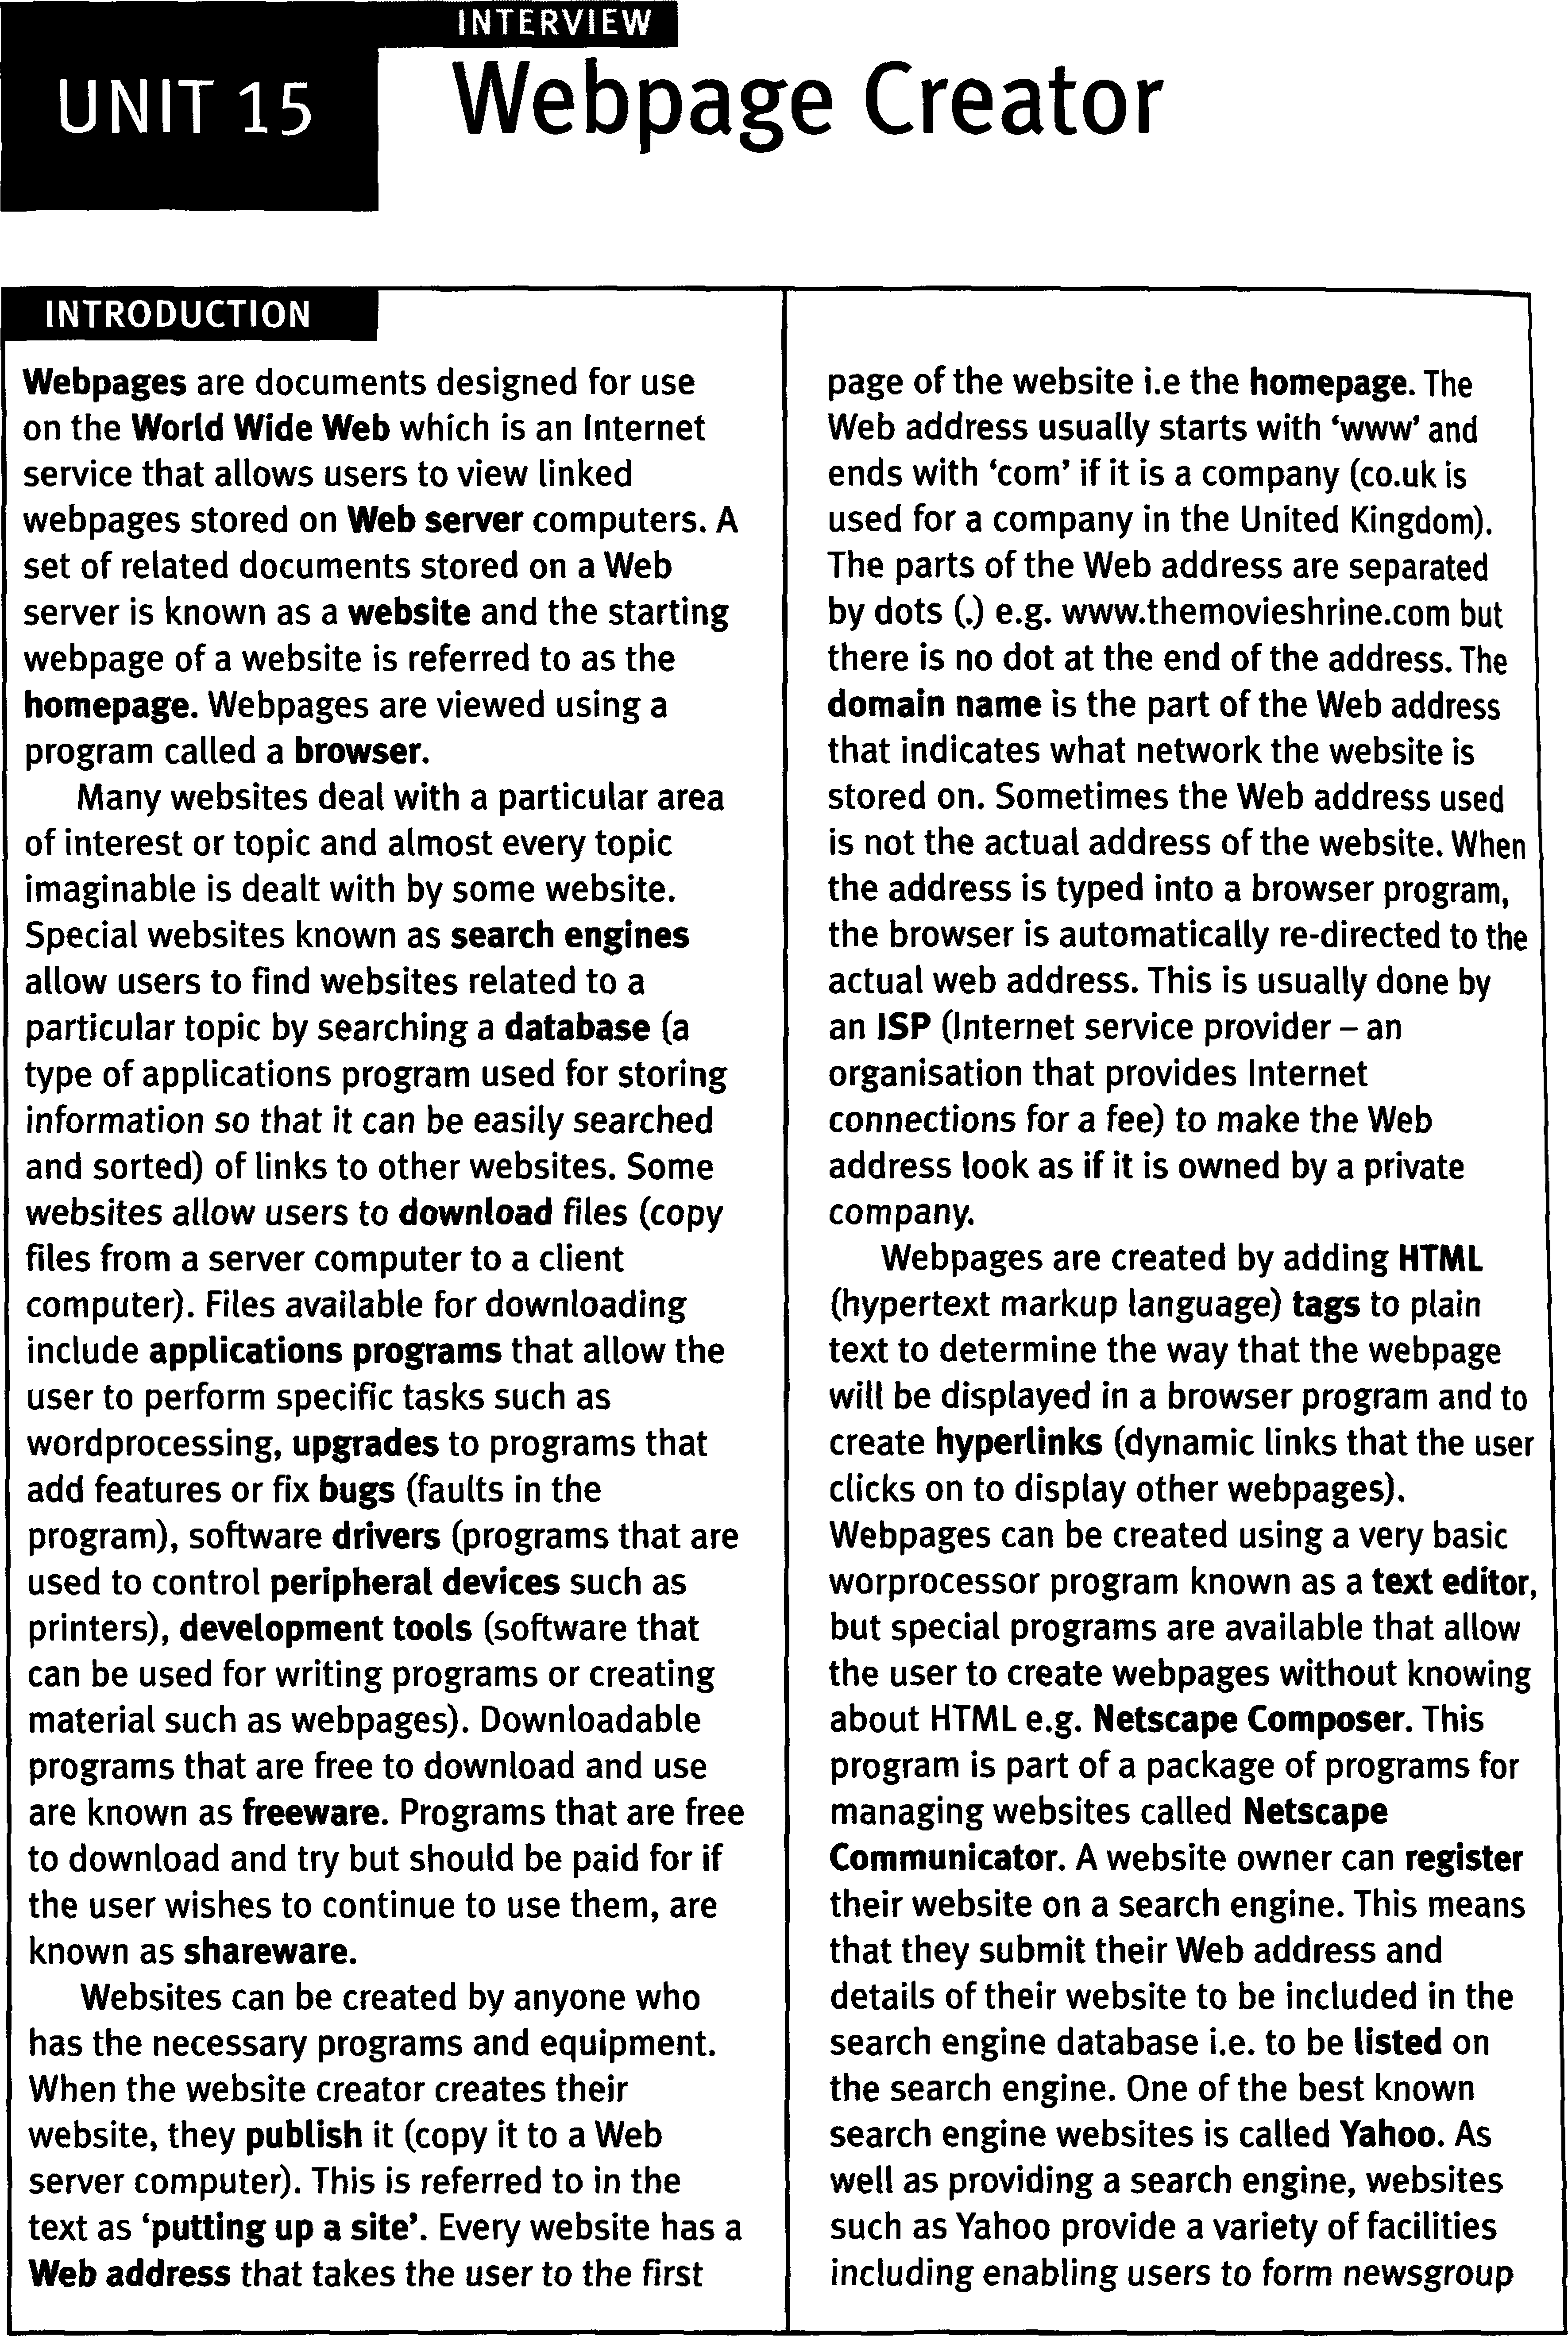 INTERVIEW
UNIT 15
Webpage Creator
INTRODUCTION
Webpages are documents designed for use
on the World Wide Web which is an Internet
service that allows users to view linked
webpages stored on Web server computers. A
set of related documents stored on a Web
server is known as a website and the starting
webpage of a website is referred to as the
homepage. Webpages are viewed using a
program called a browser.
Many websites deal with a particular area
of interest or topic and almost every topic
imaginable is dealt with by some website.
Special websites known as search engines
allow users to find websites related to a
particular topic by searching a database (a
type of applications program used for storing
information so that it can be easily searched
and sorted) of links to other websites. Some
websites allow users to download files (copy
files from a server computer to a client
computer). Files available for downloading
include applications programs that allow the
user to perform specific tasks such as
wordprocessing, upgrades to programs that
add features or fix bugs (faults in the
program), software drivers (programs that are
used to control peripheral devices such as
printers), development tools (software that
can be used for writing programs or creating
material such as webpages). Downloadable
programs that are free to download and use
are known as freeware. Programs that are free
to download and try but should be paid for if
the user wishes to continue to use them, are
known as shareware.
Websites can be created by anyone who
has the necessary programs and equipment.
When the website creator creates their
website, they publish it (copy it to a Web
server computer). This is referred to in the
text as ‘putting up a site’. Every website has a
Web address that takes the user to the first
page of the website i.e the homepage. The
Web address usually starts with ‘www’ and
ends with ‘com’ if it is a company (co.uk is
used for a company in the United Kingdom).
The parts of the Web address are separated
by dots (.) e.g. www.themovieshrine.com but
there is no dot at the end of the address. The
domain name is the part of the Web address
that indicates what network the website is
stored on. Sometimes the Web address used
is not the actual address of the website. When
the address is typed into a browser program,
the browser is automatically re-directed to the
actual web address. This is usually done by
an ISP (Internet service provider – an
organisation that provides Internet
connections for a fee) to make the Web
address look as if it is owned by a private
company.
Webpages are created by adding HTML
(hypertext markup language) tags to plain
text to determine the way that the webpage
will be displayed in a browser program and to
create hyperlinks (dynamic links that the user
clicks on to display other webpages).
Webpages can be created using a very basic
worprocessor program known as a text editor,
but special programs are available that allow
the user to create webpages without knowing
about HTML e.g. Netscape Composer. This
program is part of a package of programs for
managing websites called Netscape
Communicator. A website owner can register
their website on a search engine. This means
that they submit their Web address and
details of their website to be included in the
search engine database i.e. to be listed on
the search engine. One of the best known
search engine websites is called Yahoo. As
well as providing a search engine, websites
such as Yahoo provide a variety of facilities
including enabling users to form newsgroup